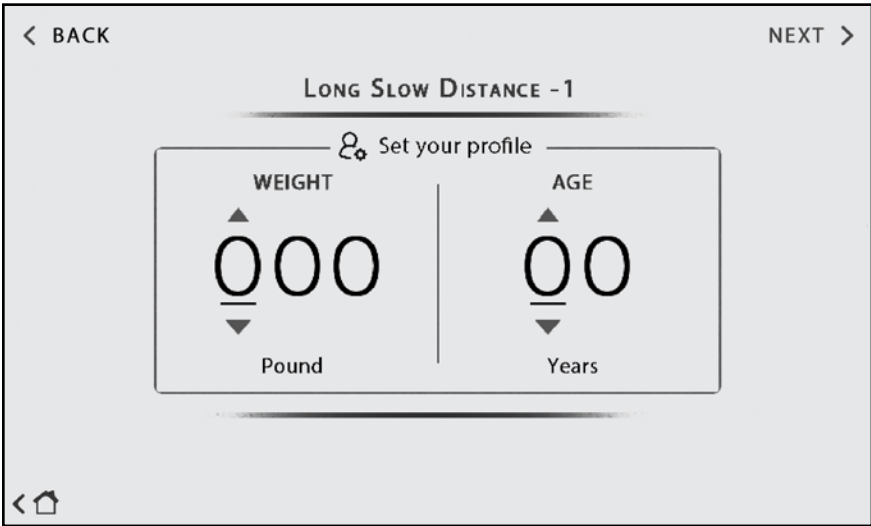 BACK
NEXT
LONG SLOW DISTANCE -1
Set your profile
WEIGHT
AGE
000
00
Pound
Years